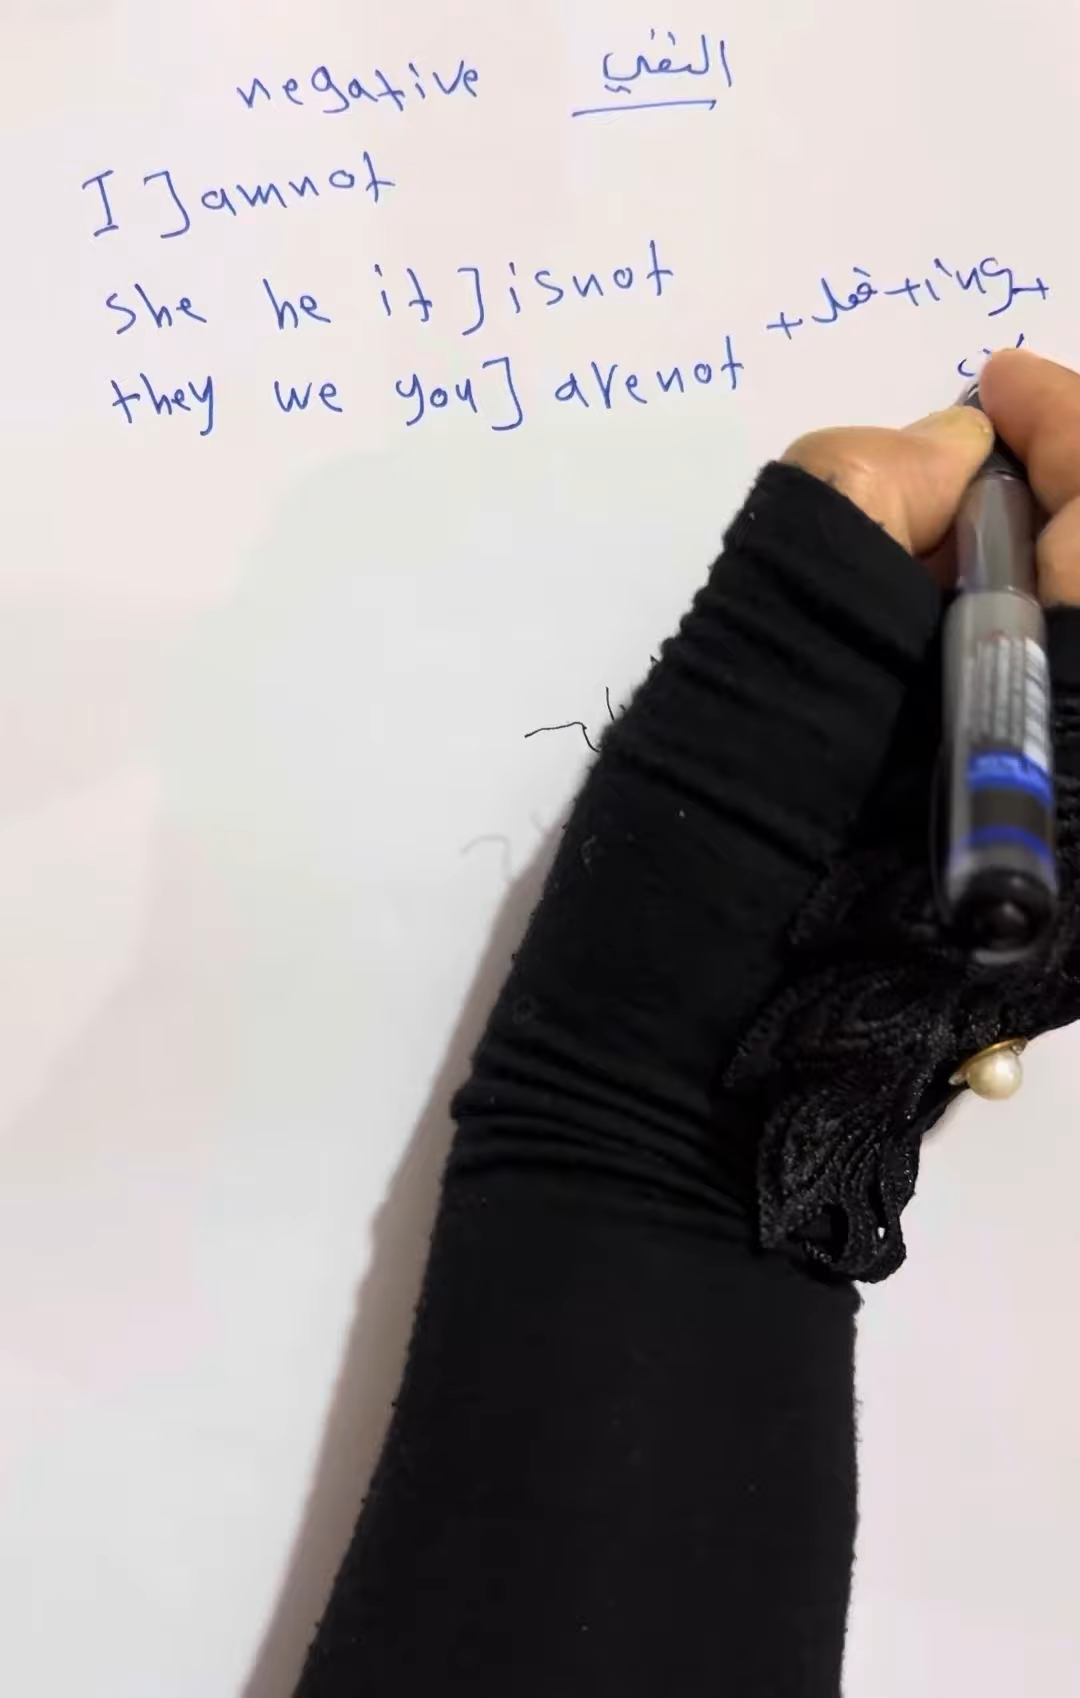 negative النفي
I ] amnot
she he it ] isnot
they we you ] arenot + فعل + ing +